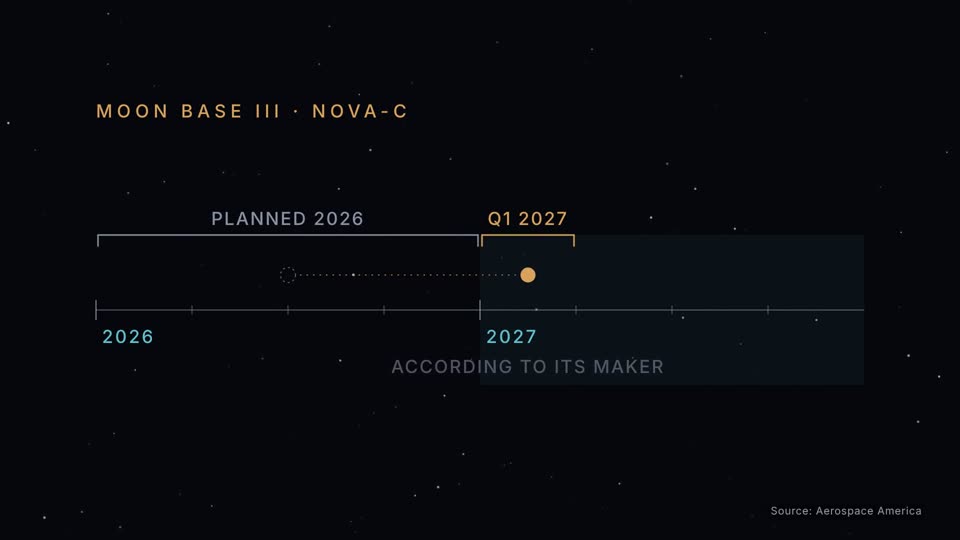 MOON BASE III · NOVA-C
PLANNED 2026
Q1 2027
2026
2027
ACCORDING TO ITS MAKER
Source: Aerospace America